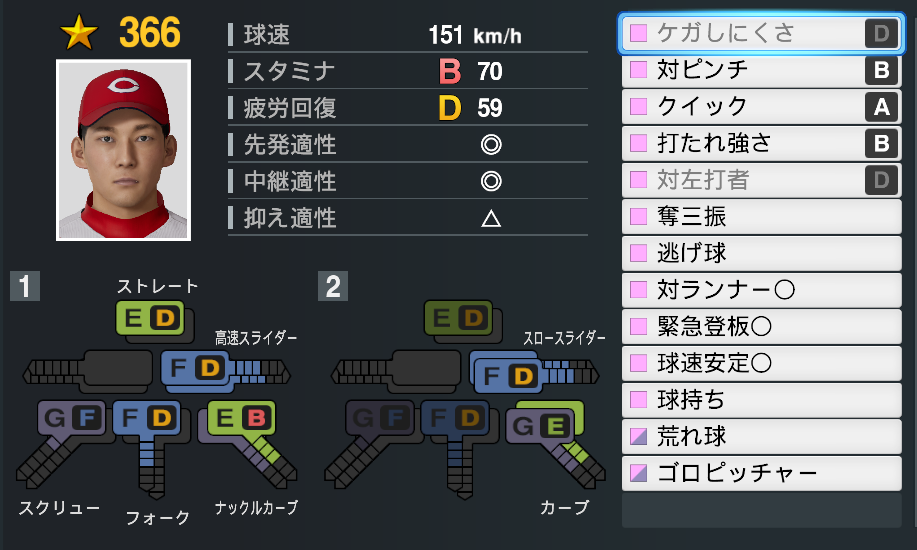 366
球速 151 km/h
スタミナ B 70
疲労回復 D 59
先発適性 ◎
中継適性 ◎
抑え適性 △
1
ストレート
E D
高速スライダー
F D
G F
F D
E B
スクリュー
フォーク
ナックルカーブ
2
E D
スロースライダー
F D
G F
F D
G E
カーブ
ケガしにくさ D
対ピンチ B
クイック A
打たれ強さ B
対左打者 D
奪三振
逃げ球
対ランナー〇
緊急登板〇
球速安定〇
球持ち
荒れ球
ゴロピッチャー